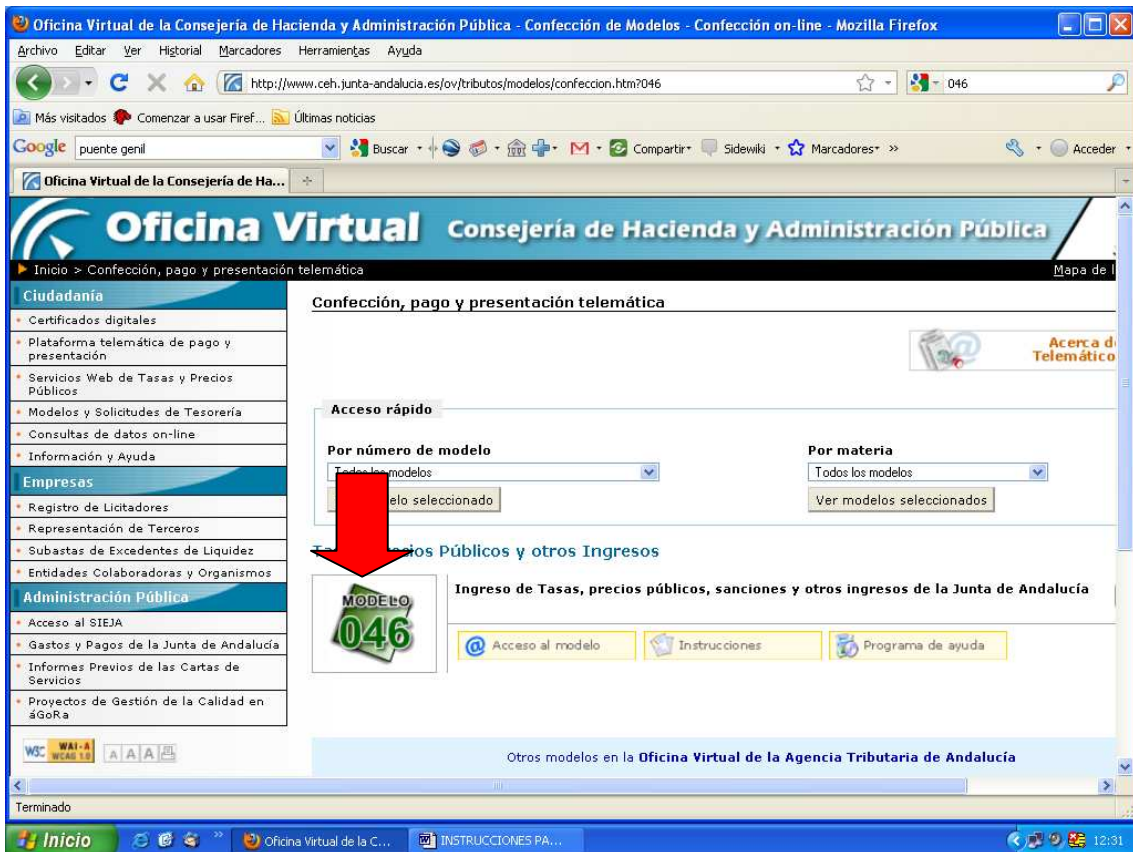 Oficina Virtual de la Consejería de Hacienda y Administración Pública - Confección de Modelos - Confección on-line - Mozilla Firefox
Archivo Editar Ver Historial Marcadores Herramientas Ayuda
http://www.ceh.junta-andalucia.es/ov/tributos/modelos/confeccion.htm?046 046
Más visitados Comenzar a usar Firef... Últimas noticias
Google puente genil Buscar Compartir Sidewiki Marcadores Acceder
Oficina Virtual de la Consejería de Ha...
Oficina Virtual Consejería de Hacienda y Administración Pública
Inicio > Confección, pago y presentación telemática Mapa de l
Ciudadanía
Certificados digitales
Plataforma telemática de pago y
presentación
Servicios Web de Tasas y Precios
Públicos
Modelos y Solicitudes de Tesorería
Consultas de datos on-line
Información y Ayuda
Empresas
Registro de Licitadores
Representación de Terceros
Subastas de Excedentes de Liquidez
Entidades Colaboradoras y Organismos
Administración Pública
Acceso al SIEJA
Gastos y Pagos de la Junta de Andalucía
Informes Previos de las Cartas de
Servicios
Proyectos de Gestión de la Calidad en
áGoRa
W3C WAI-A
WCAG 1.0
A A A
Confección, pago y presentación telemática
Acerca d
Telemático
Acceso rápido
Por número de modelo
Todos los modelos
seleccionado
Por materia
Todos los modelos
Ver modelos seleccionados
Públicos y otros Ingresos
MODELO
046
Ingreso de Tasas, precios públicos, sanciones y otros ingresos de la Junta de Andalucía
Acceso al modelo Instrucciones Programa de ayuda
Otros modelos en la Oficina Virtual de la Agencia Tributaria de Andalucía
Terminado
Inicio Oficina Virtual de la C... INSTRUCCIONES PA... 12:31